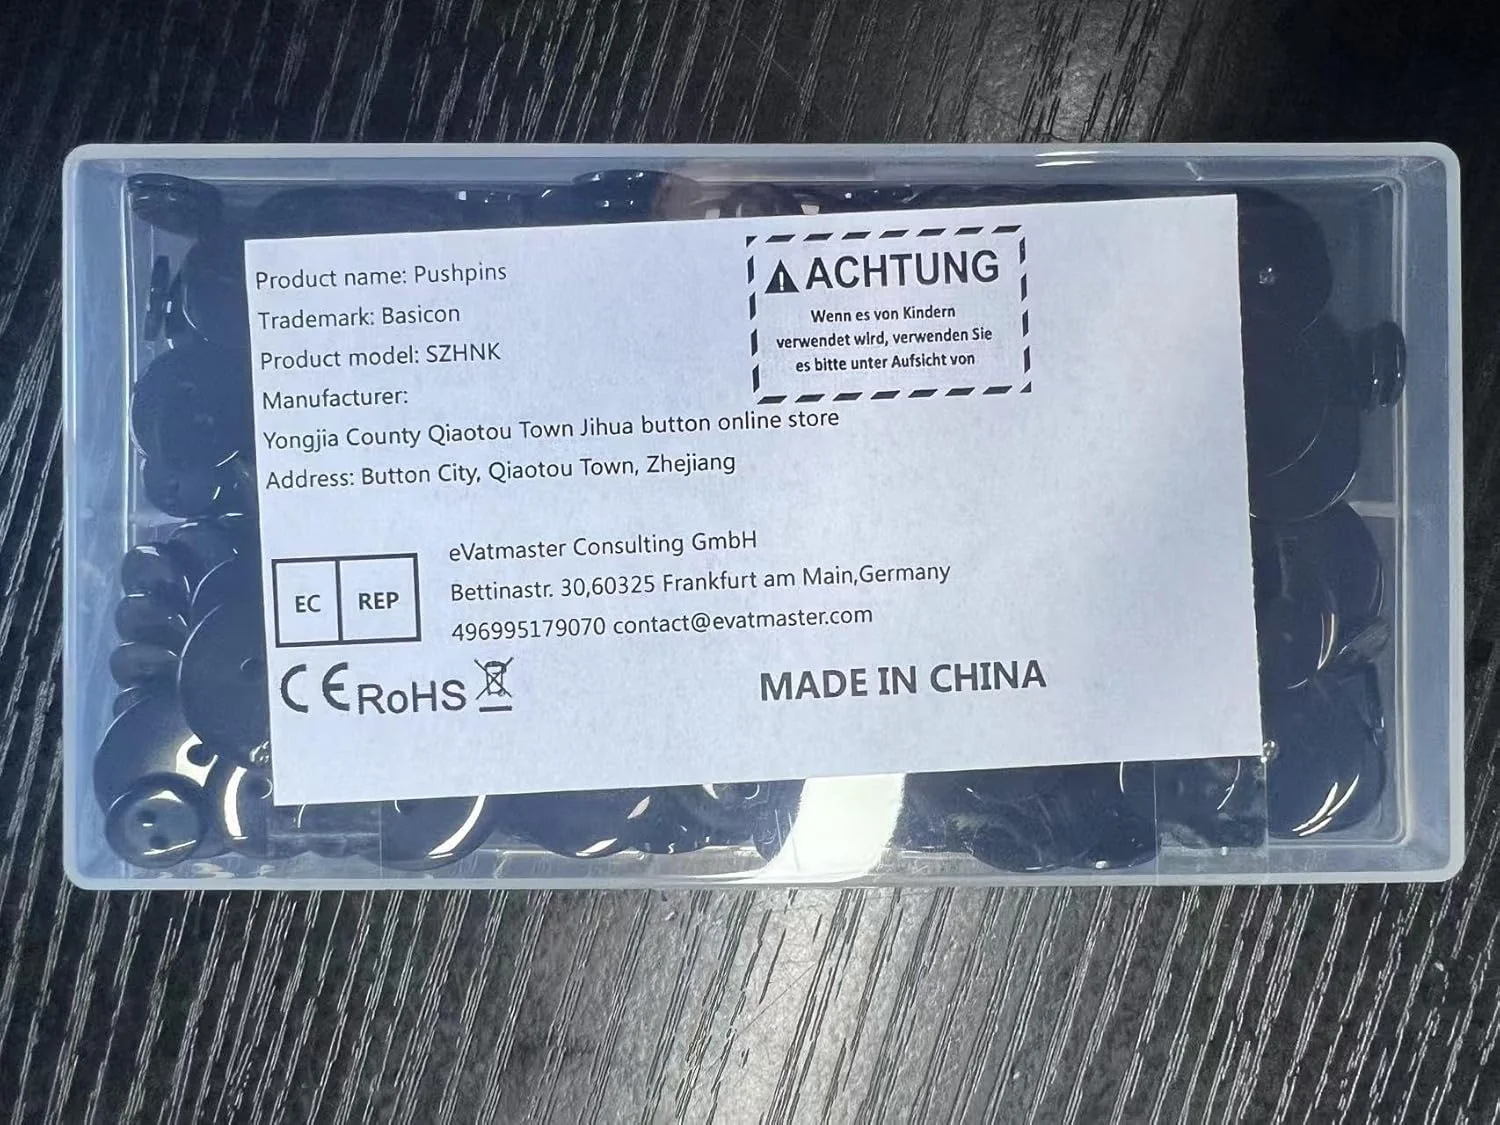 Product name: Pushpins
Trademark: Basicon
Product model: SZHNK
Manufacturer:
Yongjia County Qiaotou Town Jihua button online store
Address: Button City, Qiaotou Town, Zhejiang
ACHTUNG
Wenn es von Kindern
verwendet wird, verwenden Sie
es bitte unter Aufsicht von
EC REP
eVatmaster Consulting GmbH
Bettinastr. 30,60325 Frankfurt am Main,Germany
496995179070 contact@evatmaster.com
CE RoHS
MADE IN CHINA